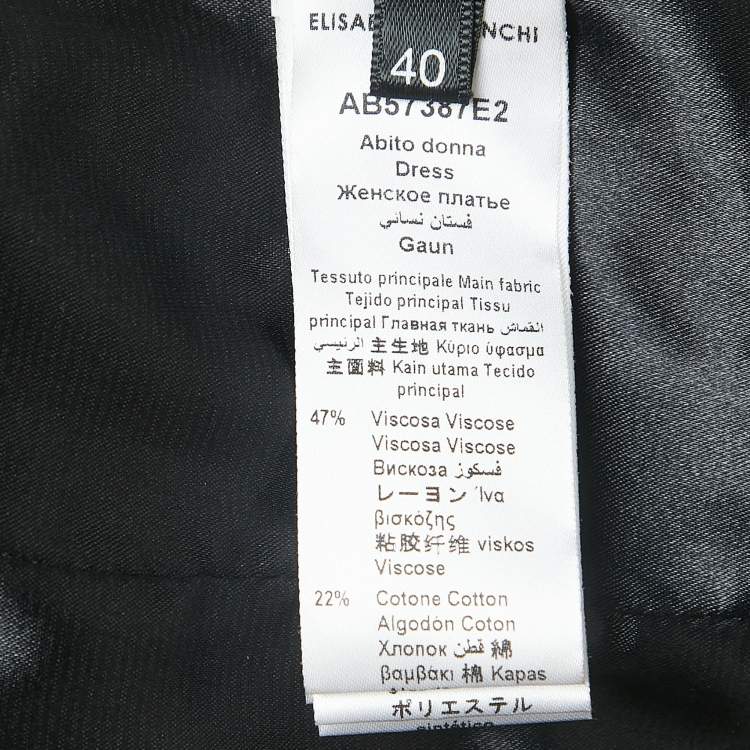 ELISAB NCHI
40
AB57387E2
Abito donna
Dress
Женское платье
فستان نسائي
Gaun
Tessuto principale Main fabric
Tejido principal Tissu
principal Главная ткань القماش
الرئيسي 主生地 Κύριο ύφασμα
主面料 Kain utama Tecido
principal
47% Viscosa Viscose
Viscosa Viscose
Вискоза فسكوز
レーヨン Ίνα
βισκόζης
粘胶纤维 viskos
Viscose
22% Cotone Cotton
Algodón Coton
Хлопок قطن 綿
βαμβάκι 棉 Kapas
ポリエステル
sintético